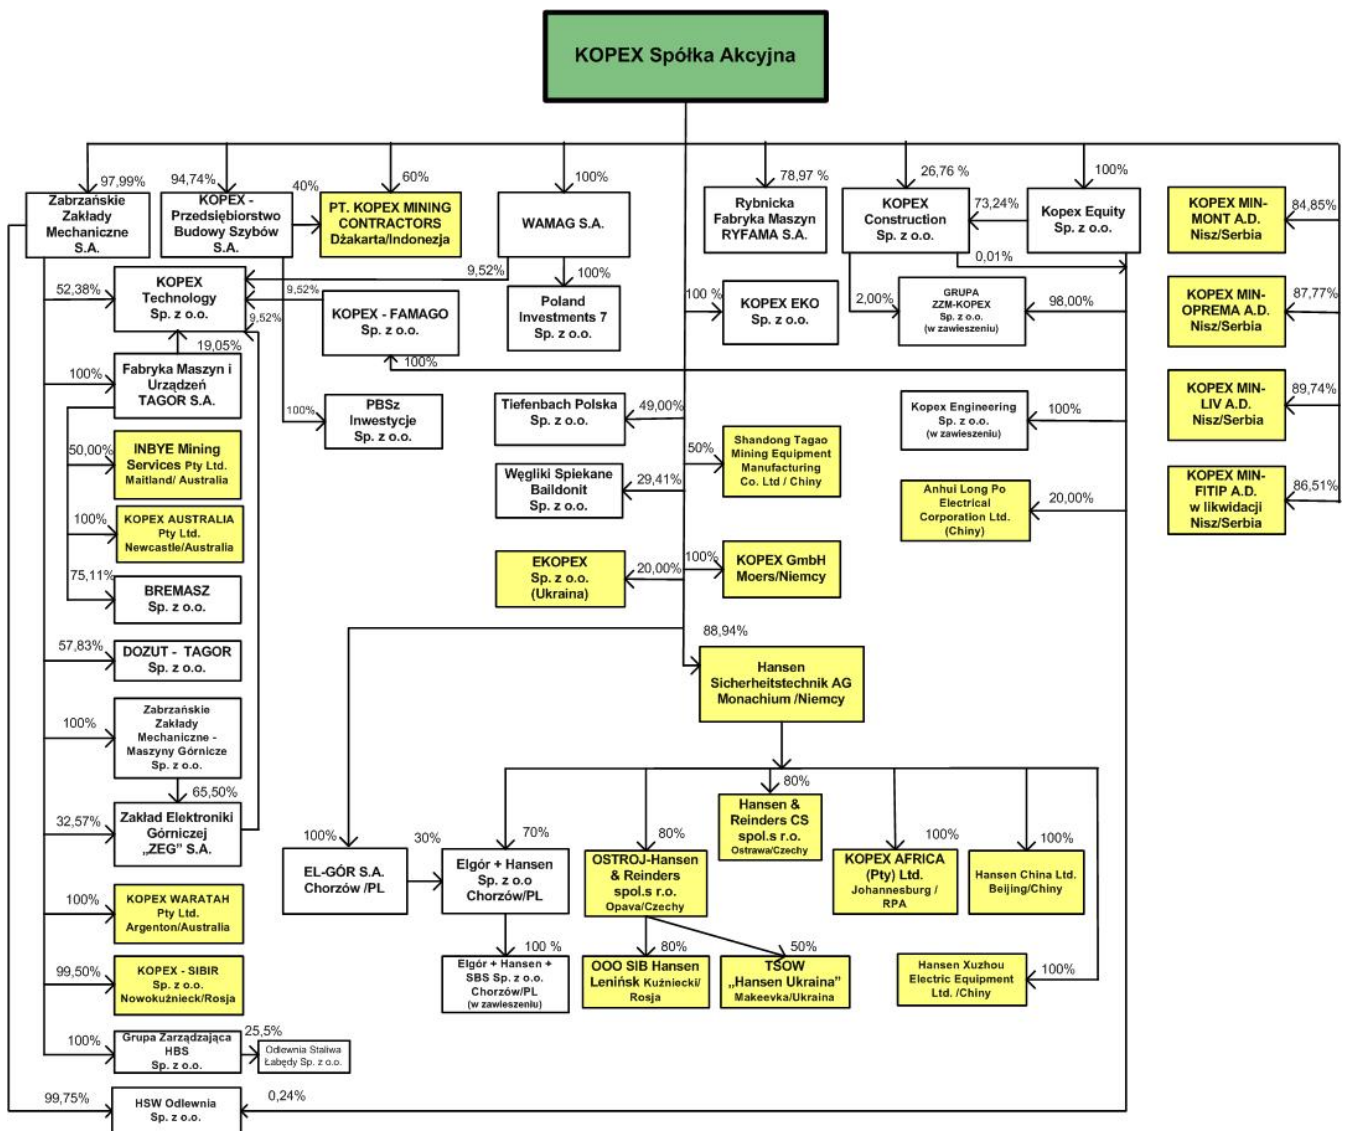 KOPEX Spółka Akcyjna
97,99%
94,74%
40%
60%
100%
78,97 %
26,76 %
100%
Zabrzańskie
Zakłady
Mechaniczne
S.A.
KOPEX -
Przedsiębiorstwo
Budowy Szybów
S.A.
PT. KOPEX MINING
CONTRACTORS
Dżakarta/Indonezja
WAMAG S.A.
Rybnicka
Fabryka Maszyn
RYFAMA S.A.
KOPEX
Construction
Sp. z o.o.
73,24%
Kopex Equity
Sp. z o.o.
KOPEX MIN-
MONT A.D.
Nisz/Serbia
84,85%
0,01%
52,38%
KOPEX
Technology
Sp. z o.o.
9,52%
9,52%
9,52%
19,05%
KOPEX - FAMAGO
Sp. z o.o.
100%
100%
Poland
Investments 7
Sp. z o.o.
100 %
KOPEX EKO
Sp. z o.o.
2,00%
GRUPA
ZZM-KOPEX
Sp. z o.o.
(w zawieszeniu)
98,00%
KOPEX MIN-
OPREMA A.D.
Nisz/Serbia
87,77%
100%
Fabryka Maszyn i
Urządzeń
TAGOR S.A.
100%
PBSz
Inwestycje
Sp. z o.o.
Tiefenbach Polska
Sp. z o.o.
49,00%
Kopex Engineering
Sp. z o.o.
(w zawieszeniu)
100%
KOPEX MIN-
LIV A.D.
Nisz/Serbia
89,74%
50,00%
INBYE Mining
Services Pty Ltd.
Maitland/ Australia
50%
Shandong Tagao
Mining Equipment
Manufacturing
Co. Ltd / Chiny
Węgliki Spiekane
Baildonit
Sp. z o.o.
29,41%
Anhui Long Po
Electrical
Corporation Ltd.
(Chiny)
20,00%
KOPEX MIN-
FITIP A.D.
w likwidacji
Nisz/Serbia
86,51%
100%
KOPEX AUSTRALIA
Pty Ltd.
Newcastle/Australia
75,11%
BREMASZ
Sp. z o.o.
EKOPEX
Sp. z o.o.
(Ukraina)
20,00%
100%
KOPEX GmbH
Moers/Niemcy
57,83%
DOZUT - TAGOR
Sp. z o.o.
88,94%
Hansen
Sicherheitstechnik AG
Monachium /Niemcy
100%
Zabrzańskie
Zakłady
Mechaniczne -
Maszyny Górnicze
Sp. z o.o.
65,50%
32,57%
Zakład Elektroniki
Górniczej
„ZEG” S.A.
100%
EL-GÓR S.A.
Chorzów /PL
30%
70%
Elgór + Hansen
Sp. z o.o
Chorzów/PL
80%
OSTROJ-Hansen
& Reinders
spol.s r.o.
Opava/Czechy
80%
Hansen &
Reinders CS
spol.s r.o.
Ostrawa/Czechy
100%
KOPEX AFRICA
(Pty) Ltd.
Johannesburg /
RPA
100%
Hansen China Ltd.
Beijing/Chiny
100%
KOPEX WARATAH
Pty Ltd.
Argenton/Australia
100 %
Elgór + Hansen +
SBS Sp. z o.o.
Chorzów/PL
(w zawieszeniu)
80%
OOO SIB Hansen
Lenińsk Kuźniecki/
Rosja
50%
TSOW
„Hansen Ukraina”
Makeevka/Ukraina
Hansen Xuzhou
Electric Equipment
Ltd. /Chiny
100%
99,50%
KOPEX - SIBIR
Sp. z o.o.
Nowokuźnieck/Rosja
100%
Grupa Zarządzająca
HBS
Sp. z o.o.
25,5%
Odlewnia Staliwa
Łabędy Sp. z o.o.
99,75%
HSW Odlewnia
Sp. z o.o.
0,24%